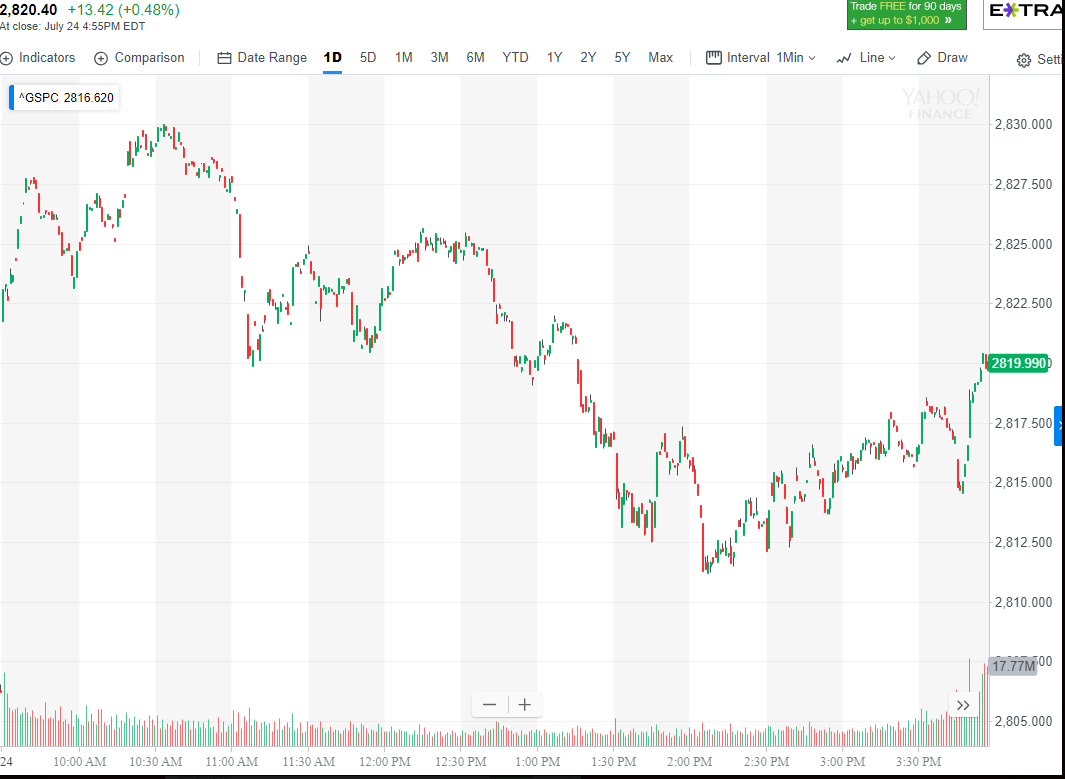 2,820.40 +13.42 (+0.48%)
At close: July 24 4:55PM EDT
Trade FREE for 90 days
+ get up to $1,000 »
E*TRA
Indicators Comparison Date Range 1D 5D 1M 3M 6M YTD 1Y 2Y 5Y Max Interval 1Min Line Draw Setti
^GSPC 2816.620
YAHOO!
FINANCE
2,830.000
2,827.500
2,825.000
2,822.500
2819.990
2,817.500
2,815.000
2,812.500
2,810.000
17.77M
2,805.000
24 10:00 AM 10:30 AM 11:00 AM 11:30 AM 12:00 PM 12:30 PM 1:00 PM 1:30 PM 2:00 PM 2:30 PM 3:00 PM 3:30 PM